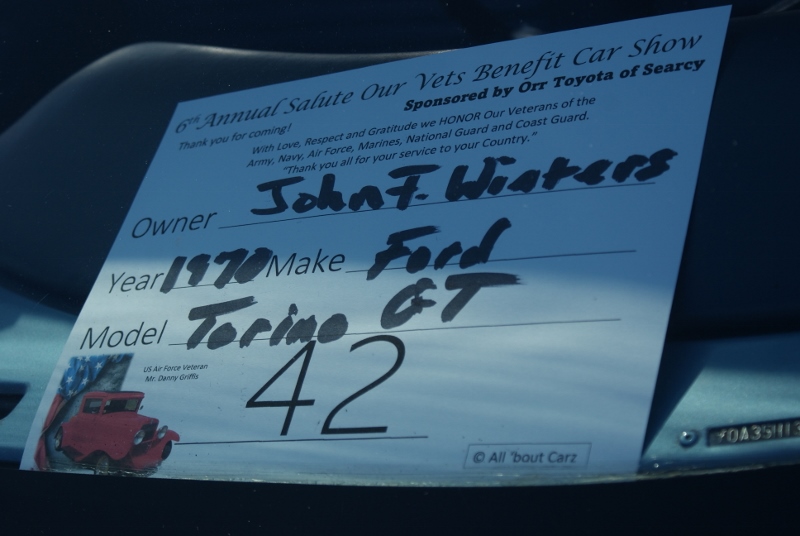 6th Annual Salute Our Vets Benefit Car Show
Sponsored by Orr Toyota of Searcy
Thank you for coming!
With Love, Respect and Gratitude we HONOR Our Veterans of the
Army, Navy, Air Force, Marines, National Guard and Coast Guard.
"Thank you all for your service to your Country."
Owner John F. Winters
Year 1970 Make Ford
Model Torino GT
US Air Force Veteran
Mr. Danny Griffis
42
© All 'bout Carz